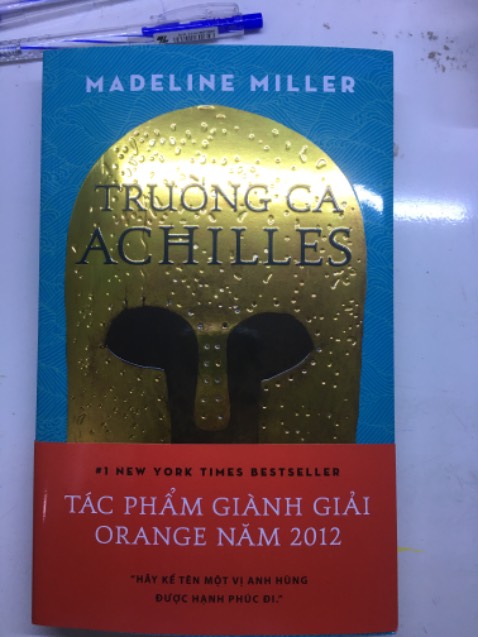 MADELINE MILLER
TRƯỜNG CA
ACHILLES
#1 NEW YORK TIMES BESTSELLER
TÁC PHẨM GIÀNH GIẢI
ORANGE NĂM 2012
"HÃY KỂ TÊN MỘT VỊ ANH HÙNG
ĐƯỢC HẠNH PHÚC ĐI."